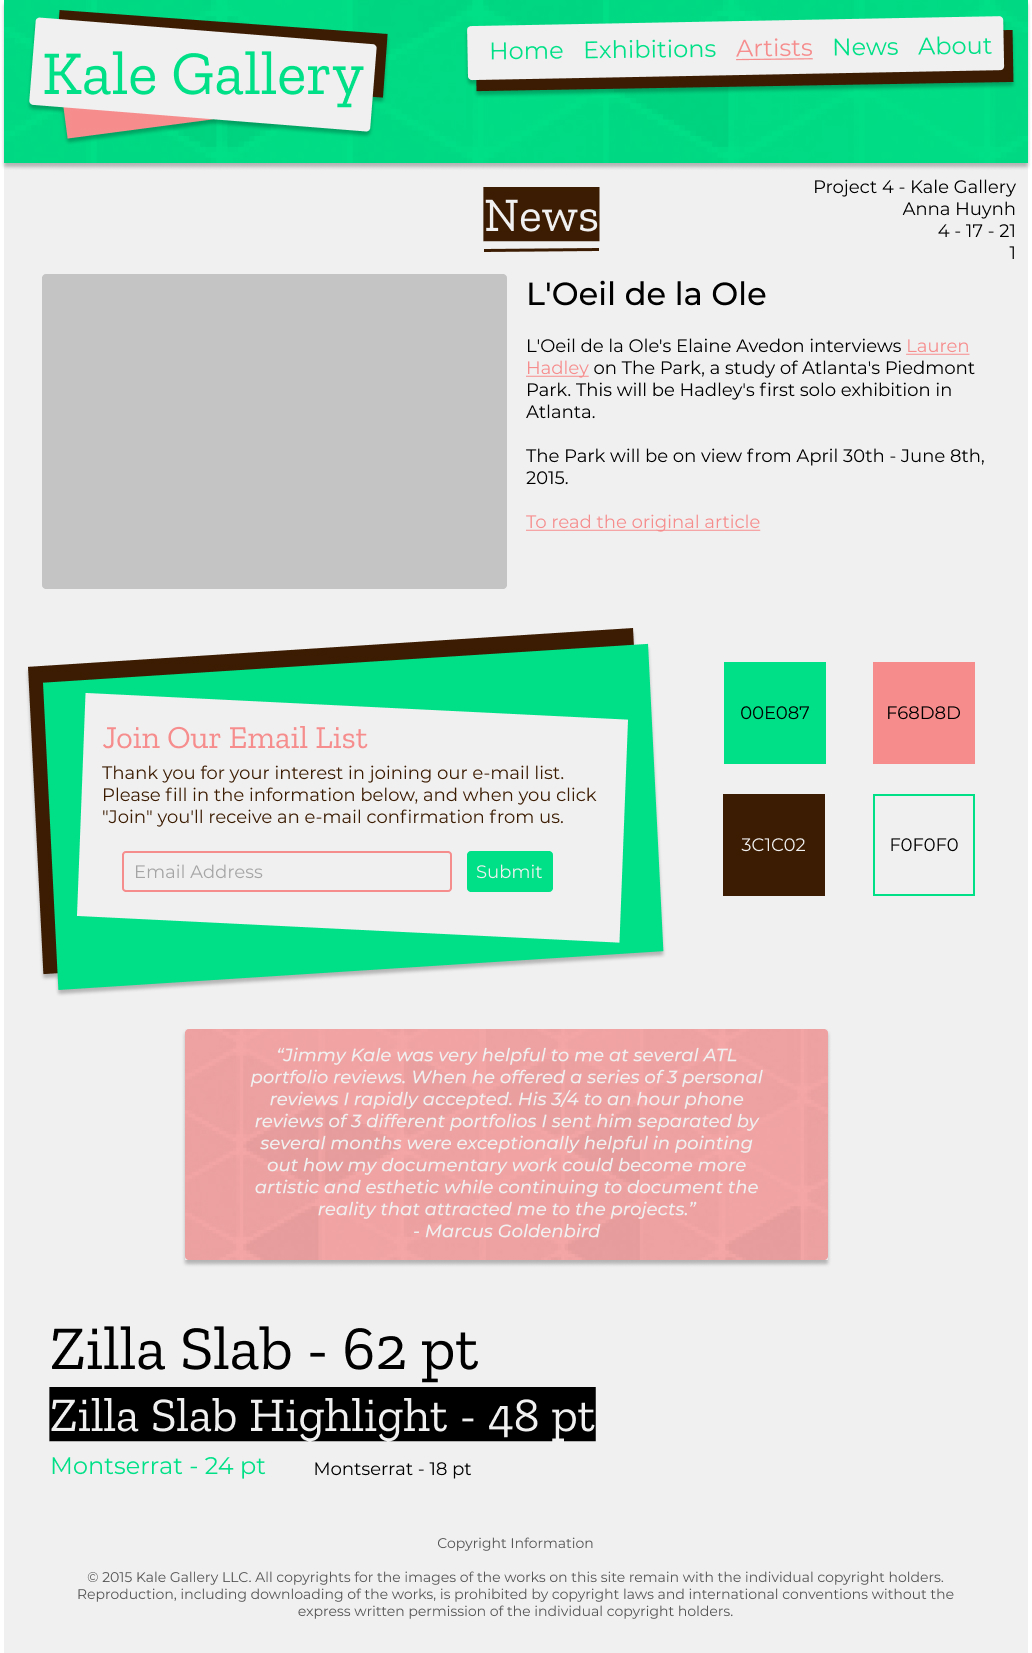 Kale Gallery
Home Exhibitions Artists News About
Project 4 - Kale Gallery
Anna Huynh
4 - 17 - 21
1
News
L'Oeil de la Ole
L'Oeil de la Ole's Elaine Avedon interviews Lauren
Hadley on The Park, a study of Atlanta's Piedmont
Park. This will be Hadley's first solo exhibition in
Atlanta.
The Park will be on view from April 30th - June 8th,
2015.
To read the original article
Join Our Email List
Thank you for your interest in joining our e-mail list.
Please fill in the information below, and when you click
"Join" you'll receive an e-mail confirmation from us.
Email Address
Submit
00E087
F68D8D
3C1C02
F0F0F0
“Jimmy Kale was very helpful to me at several ATL
portfolio reviews. When he offered a series of 3 personal
reviews I rapidly accepted. His 3/4 to an hour phone
reviews of 3 different portfolios I sent him separated by
several months were exceptionally helpful in pointing
out how my documentary work could become more
artistic and esthetic while continuing to document the
reality that attracted me to the projects.”
- Marcus Goldenbird
Zilla Slab - 62 pt
Zilla Slab Highlight - 48 pt
Montserrat - 24 pt
Montserrat - 18 pt
Copyright Information
© 2015 Kale Gallery LLC. All copyrights for the images of the works on this site remain with the individual copyright holders.
Reproduction, including downloading of the works, is prohibited by copyright laws and international conventions without the
express written permission of the individual copyright holders.